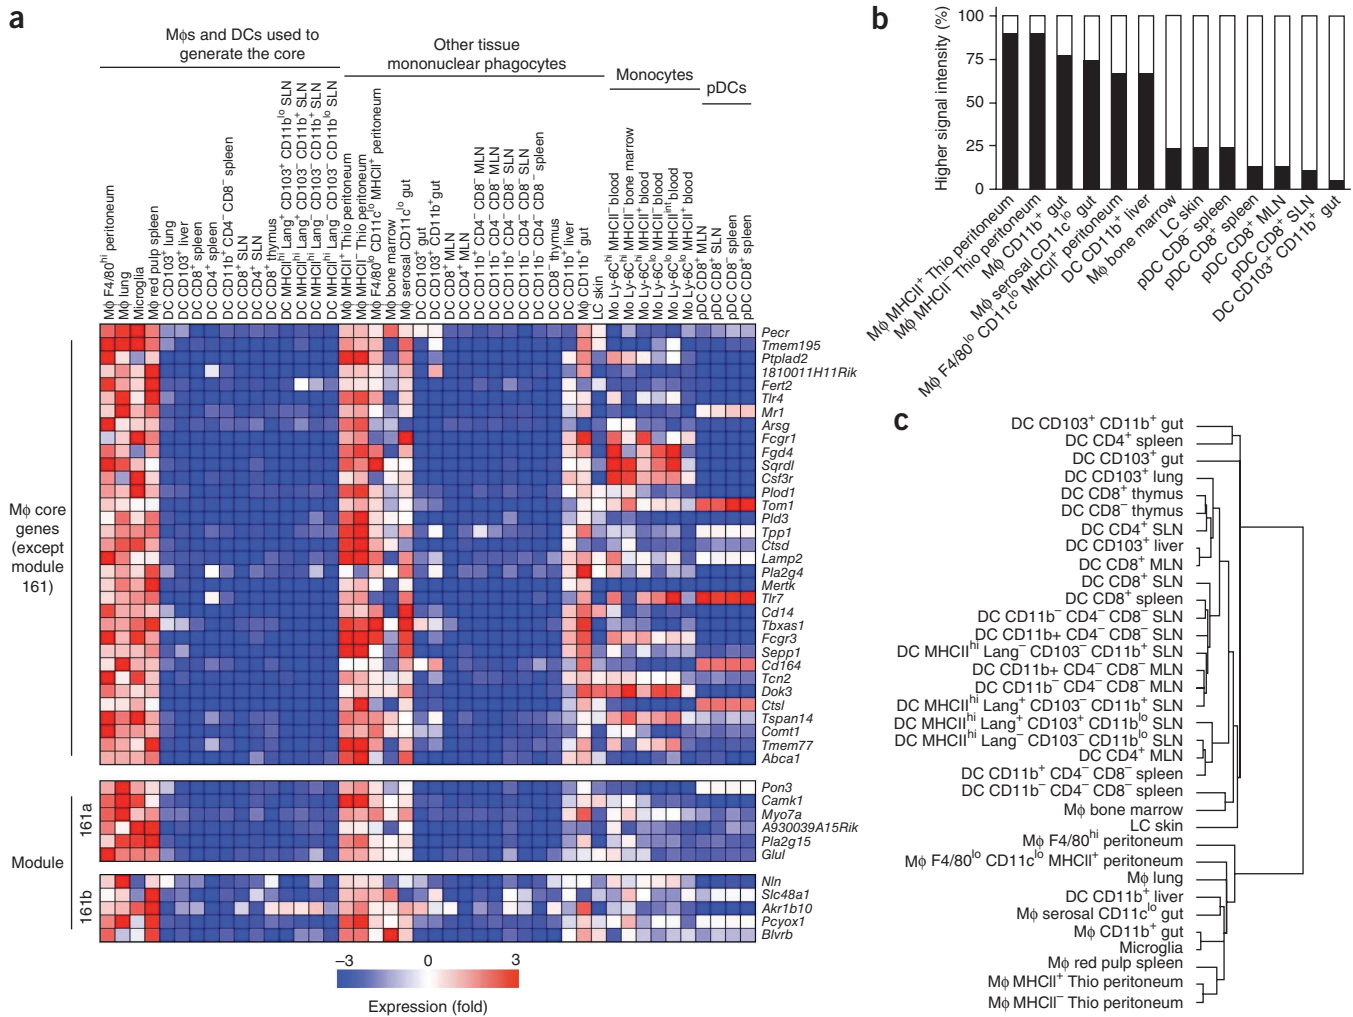 a
Mϕs and DCs used to
generate the core
Other tissue
mononuclear phagocytes
Monocytes
pDCs
Mϕ F4/80hi peritoneum
Mϕ lung
Microglia
Mϕ red pulp spleen
DC CD103+ lung
DC CD103+ liver
DC CD8+ spleen
DC CD4+ spleen
DC CD11b+ CD4− CD8− spleen
DC CD8+ SLN
DC CD4+ SLN
DC CD8+ thymus
DC MHCIIhi Lang+ CD103+ CD11blo SLN
DC MHCIIhi Lang+ CD103− CD11b+ SLN
DC MHCIIhi Lang− CD103− CD11b+ SLN
DC MHCIIhi Lang− CD103− CD11blo SLN
Mϕ MHCII+ Thio peritoneum
Mϕ MHCII− Thio peritoneum
Mϕ F4/80lo CD11clo MHCII+ peritoneum
Mϕ bone marrow
Mϕ serosal CD11clo gut
DC CD103+ gut
DC CD103+ CD11b+gut
DC CD8+ MLN
DC CD4+ MLN
DC CD11b+ CD4− CD8− MLN
DC CD11b− CD4− CD8− MLN
DC CD11b+ CD4− CD8− SLN
DC CD11b− CD4− CD8− SLN
DC CD11b− CD4− CD8− spleen
DC CD8− thymus
DC CD11b+ liver
Mϕ CD11b+ gut
LC skin
Mo Ly-6Chi MHCII− blood
Mo Ly-6Chi MHCII− bone marrow
Mo Ly-6Chi MHCII+ blood
Mo Ly-6Clo MHCII− blood
Mo Ly-6Clo MHCIIint blood
Mo Ly-6Clo MHCII+ blood
pDC CD8+ MLN
pDC CD8+ SLN
pDC CD8+ spleen
pDC CD8− spleen
Mϕ core
genes
(except
module
161)
Pecr
Tmem195
Ptplad2
1810011H11Rik
Fert2
Tlr4
Mr1
Arsg
Fcgr1
Fgd4
Sqrdl
Csf3r
Plod1
Tom1
Pld3
Tpp1
Ctsd
Lamp2
Pla2g4
Mertk
Tlr7
Cd14
Tbxas1
Fcgr3
Sepp1
Cd164
Tcn2
Dok3
Ctsl
Tspan14
Comt1
Tmem77
Abca1
Module
161a
Pon3
Camk1
Myo7a
A930039A15Rik
Pla2g15
Glul
161b
Nln
Slc48a1
Akr1b10
Pcyox1
Blvrb
−3
0
3
Expression (fold)
b
Higher signal intensity (%)
100
75
50
25
0
Mϕ MHCII+ Thio peritoneum
Mϕ MHCII− Thio peritoneum
Mϕ CD11b+ gut
Mϕ serosal CD11clo gut
Mϕ F4/80lo CD11clo MHCII+ peritoneum
DC CD11b+ liver
Mϕ bone marrow
LC skin
pDC CD8− spleen
pDC CD8+ spleen
pDC CD8+ MLN
pDC CD8+ SLN
DC CD103+ CD11b+ gut
c
DC CD103+ CD11b+ gut
DC CD4+ spleen
DC CD103+ gut
DC CD103+ lung
DC CD8+ thymus
DC CD8− thymus
DC CD4+ SLN
DC CD103+ liver
DC CD8+ MLN
DC CD8+ SLN
DC CD8+ spleen
DC CD11b− CD4− CD8− SLN
DC CD11b+ CD4− CD8− SLN
DC MHCIIhi Lang− CD103− CD11b+ SLN
DC CD11b+ CD4− CD8− MLN
DC CD11b− CD4− CD8− MLN
DC MHCIIhi Lang+ CD103− CD11b+ SLN
DC MHCIIhi Lang+ CD103+ CD11blo SLN
DC MHCIIhi Lang− CD103− CD11blo SLN
DC CD4+ MLN
DC CD11b+ CD4− CD8− spleen
DC CD11b− CD4− CD8− spleen
Mϕ bone marrow
LC skin
Mϕ F4/80hi peritoneum
Mϕ F4/80lo CD11clo MHCII+ peritoneum
Mϕ lung
DC CD11b+ liver
Mϕ serosal CD11clo gut
Mϕ CD11b+ gut
Microglia
Mϕ red pulp spleen
Mϕ MHCII+ Thio peritoneum
Mϕ MHCII− Thio peritoneum